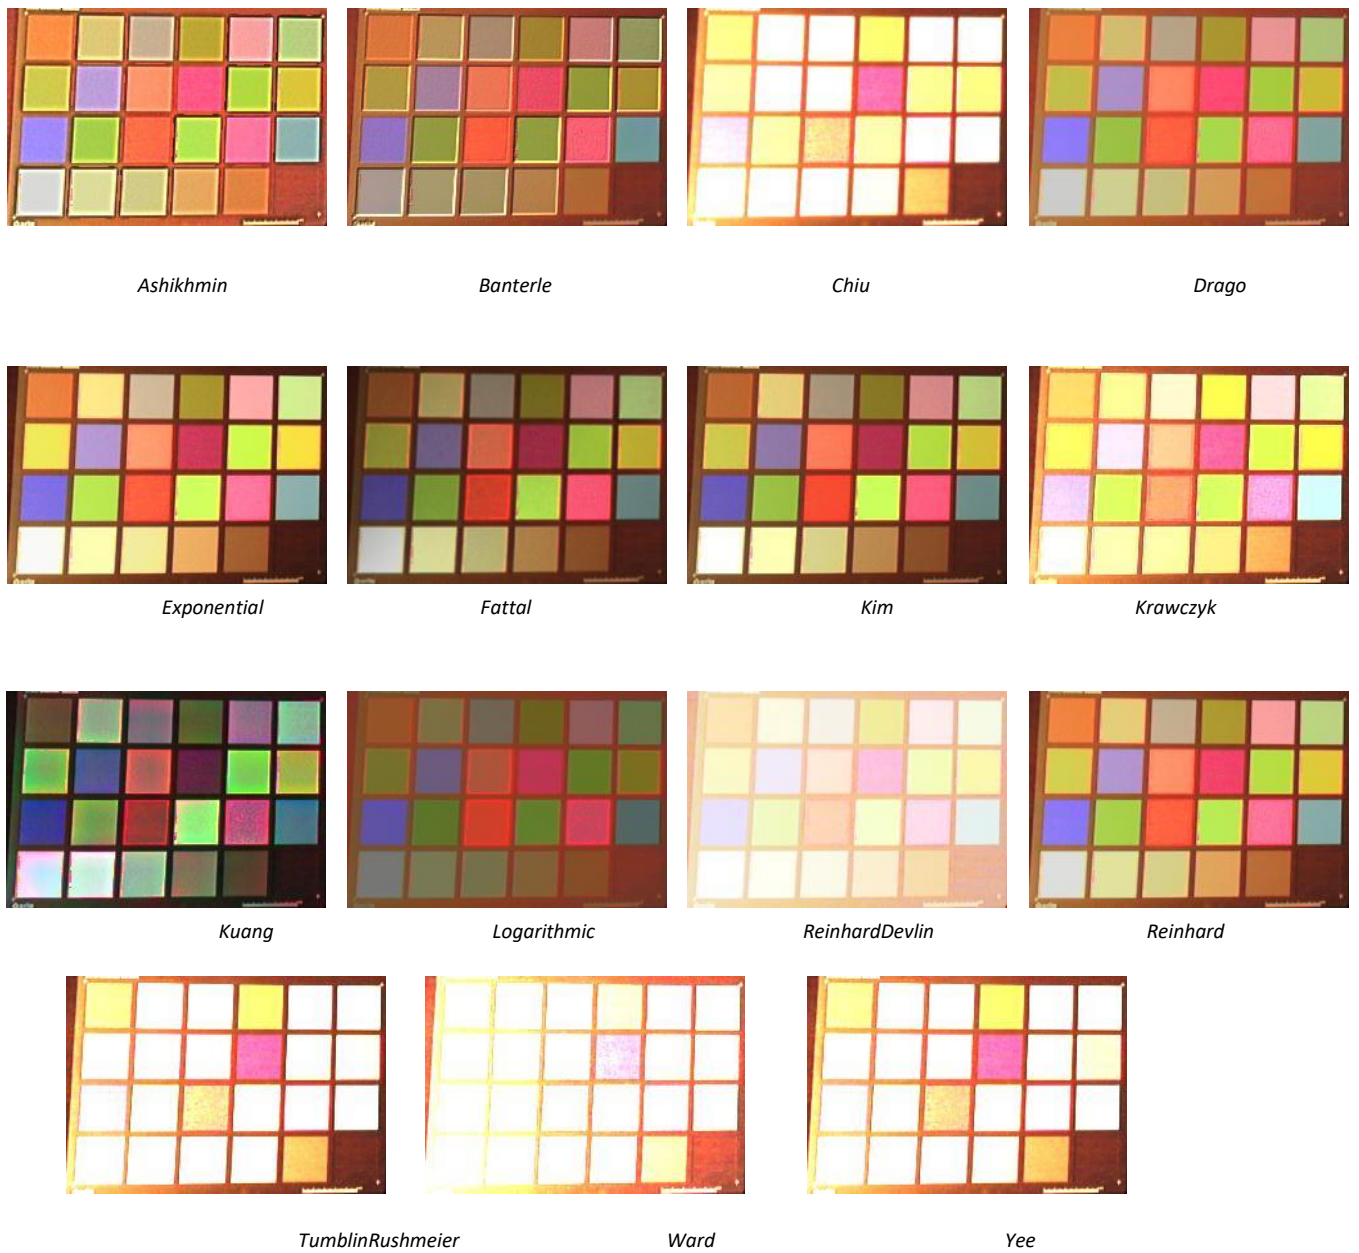 Ashikhmin Banterle Chiu Drago
Exponential Fattal Kim Krawczyk
Kuang Logarithmic ReinhardDevlin Reinhard
TumblinRushmeier Ward Yee